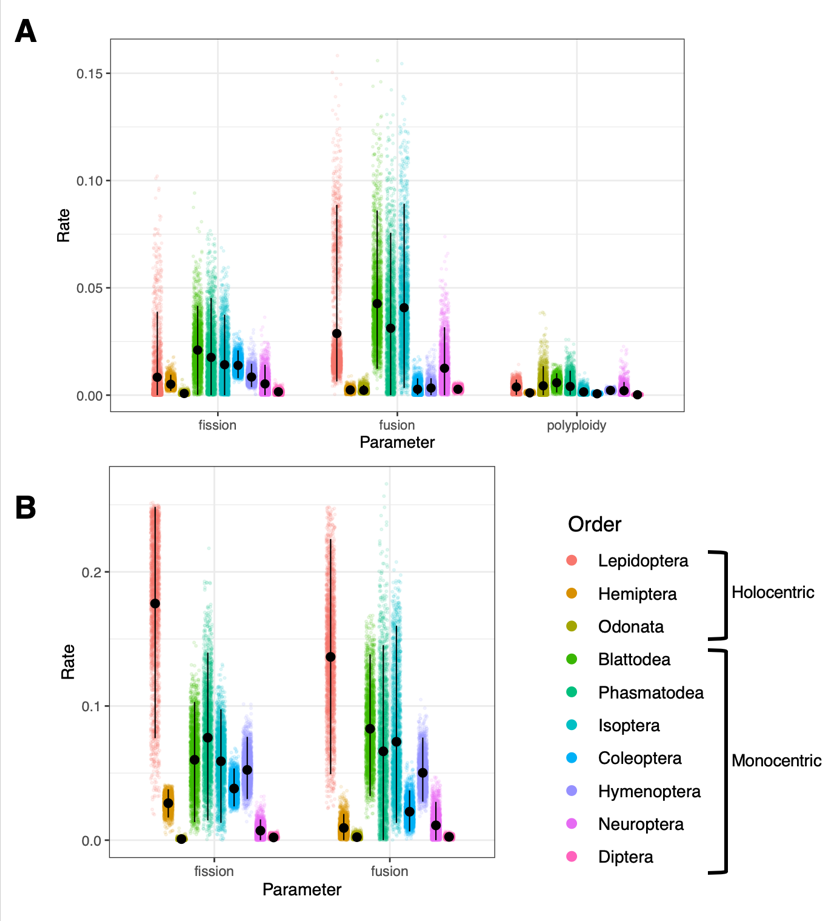 A
0.15
0.10
0.05
0.00
Rate
fission fusion polyploidy
Parameter
B
0.2
0.1
0.0
Rate
fission fusion
Parameter
Order
Lepidoptera
Hemiptera
Odonata
Holocentric
Blattodea
Phasmatodea
Isoptera
Coleoptera
Hymenoptera
Neuroptera
Diptera
Monocentric